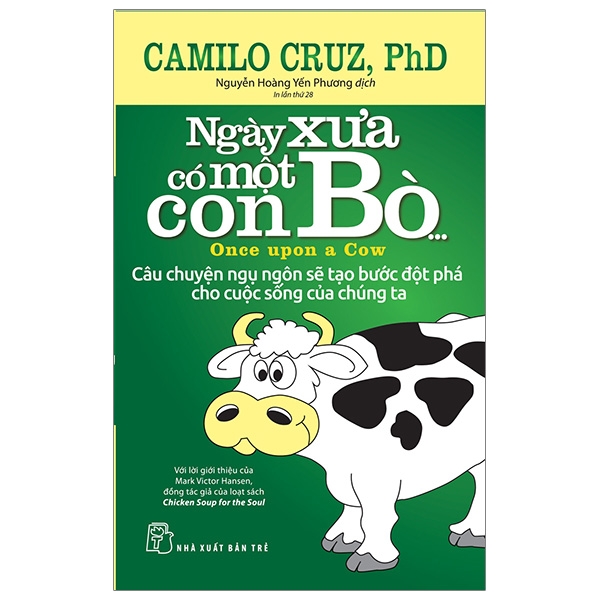 CAMILO CRUZ, PhD
Nguyễn Hoàng Yến Phương dịch
In lần thứ 28
Ngày xưa
có một
con Bò...
Once upon a Cow
Câu chuyện ngụ ngôn sẽ tạo bước đột phá
cho cuộc sống của chúng ta
Với lời giới thiệu của
Mark Victor Hansen,
đồng tác giả của loạt sách
Chicken Soup for the Soul
NHÀ XUẤT BẢN TRẺ